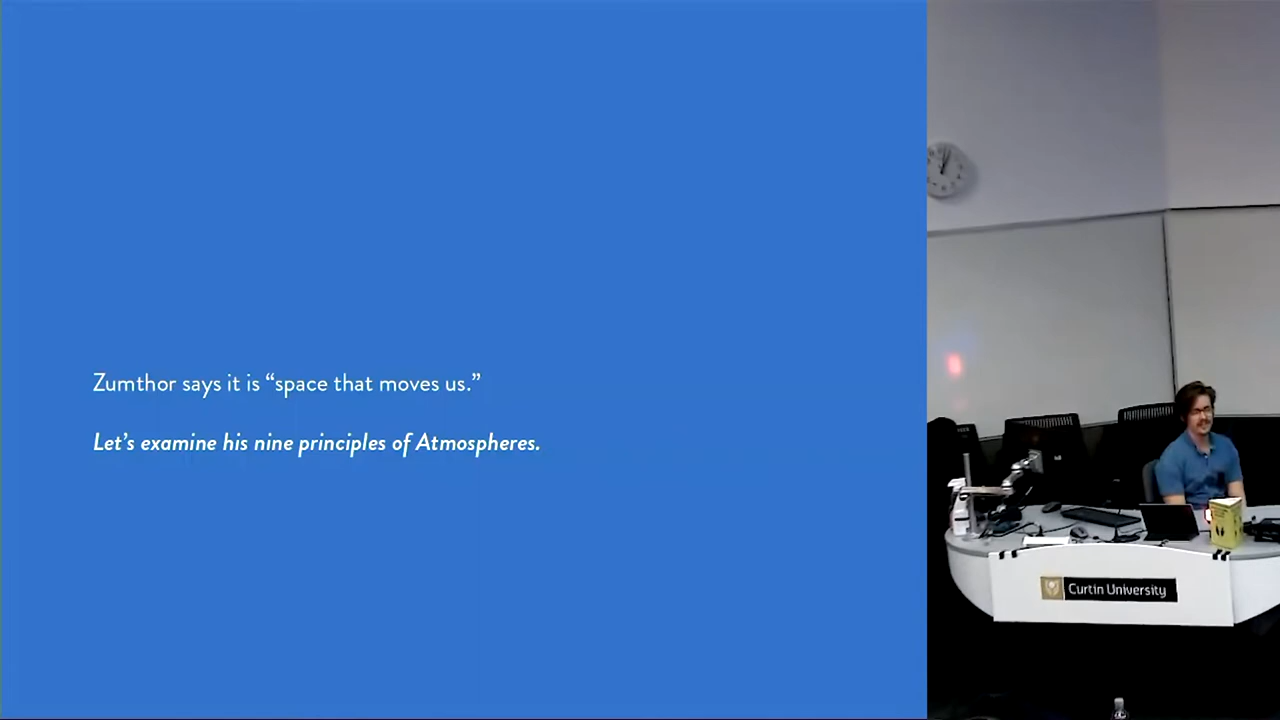 Zumthor says it is “space that moves us.”
Let’s examine his nine principles of Atmospheres.
Curtin University